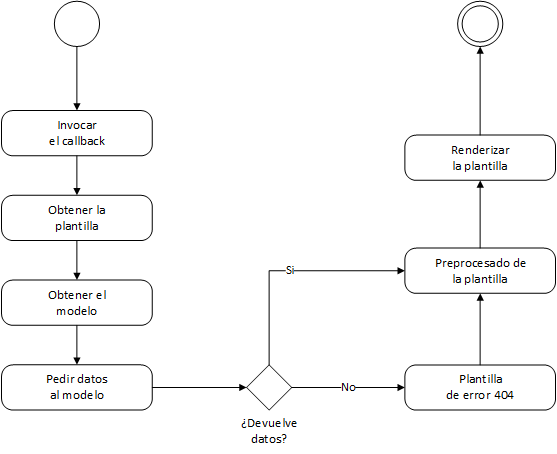 Invocar
el callback
Obtener la
plantilla
Obtener el
modelo
Pedir datos
al modelo
¿Devuelve
datos?
Si
No
Plantilla
de error 404
Preprocesado de
la plantilla
Renderizar
la plantilla